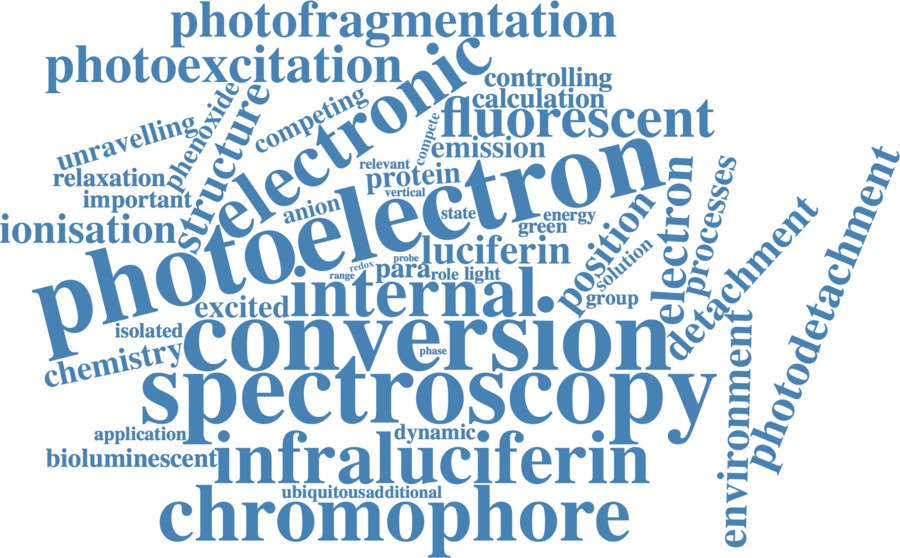 photofragmentation
photoexcitation
electronic
controlling
calculation
fluorescent
phenoxide
structure
competing
compete
emission
unravelling
relaxation
important
relevant
protein
vertical
photoelectron
ionisation
anion
state
energy
green
position
electron
processes
detachment
photodetachment
luciferin
solution
probe
redox
range
para
role
light
group
excited
internal
isolated
conversion
chemistry
phase
spectroscopy
environment
application
dynamic
bioluminescent
infraluciferin
ubiquitous
additional
chromophore